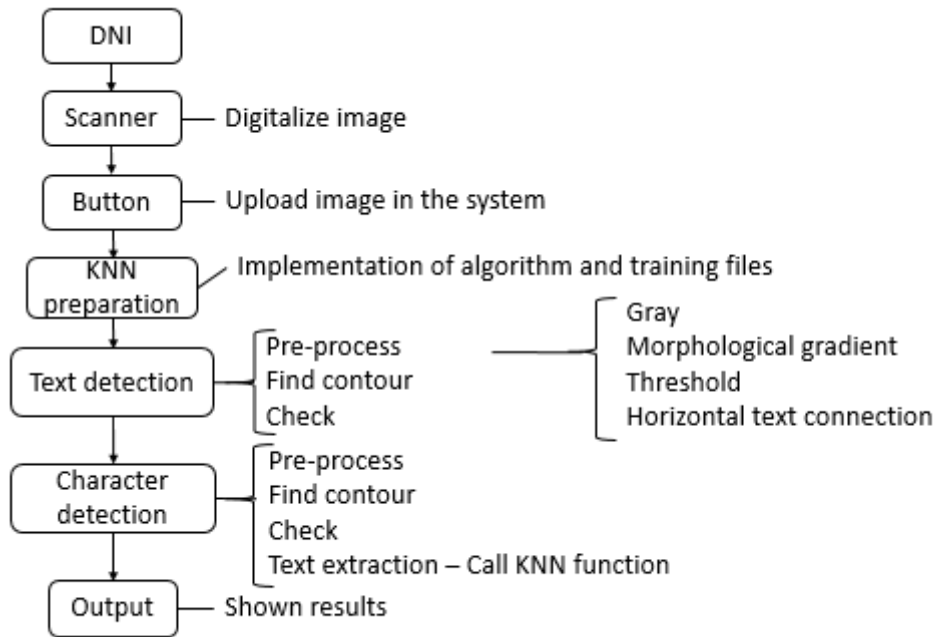 DNI
Scanner
Digitalize image
Button
Upload image in the system
KNN
preparation
Implementation of algorithm and training files
Text detection
Pre-process
Find contour
Check
Gray
Morphological gradient
Threshold
Horizontal text connection
Character
detection
Pre-process
Find contour
Check
Text extraction – Call KNN function
Output
Shown results